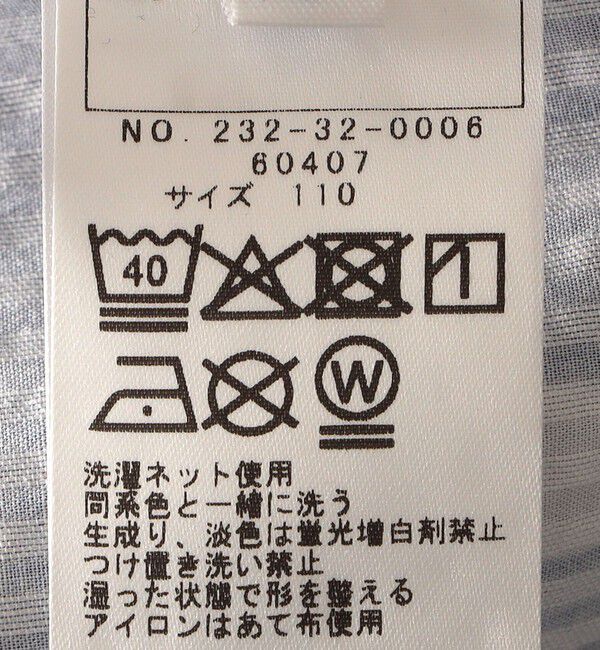 NO. 232-32-0006
60407
サイズ 110
40
W
洗濯ネット使用
同系色と一緒に洗う
生成り、淡色は蛍光増白剤禁止
つけ置き洗い禁止
湿った状態で形を整える
アイロンはあて布使用